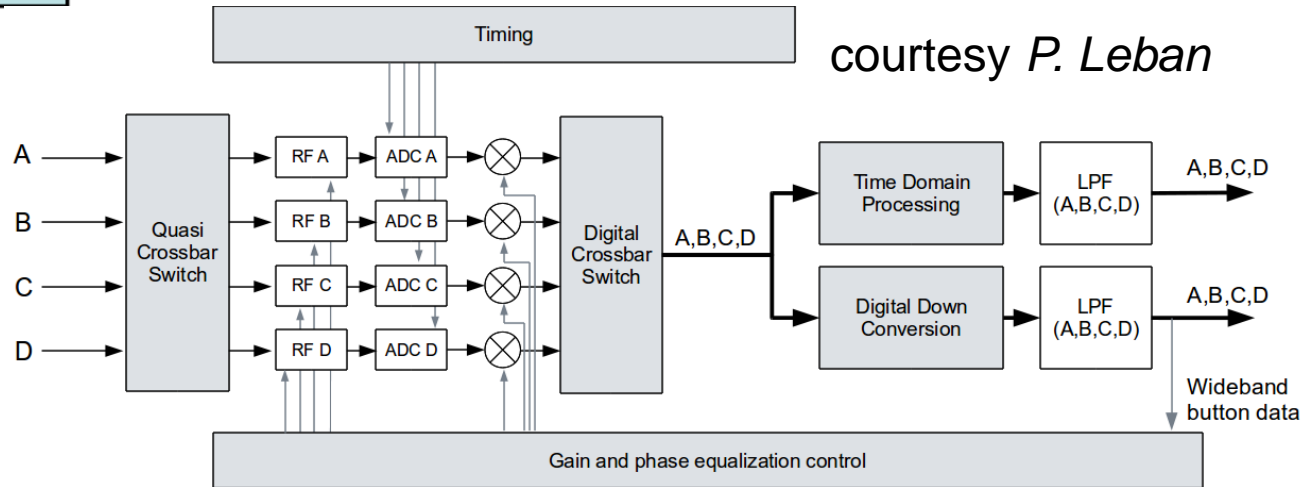 Timing
courtesy P. Leban
A
B
C
D
Quasi
Crossbar
Switch
RF A
RF B
RF C
RF D
ADC A
ADC B
ADC C
ADC D
Digital
Crossbar
Switch
A,B,C,D
Time Domain
Processing
LPF
(A,B,C,D)
A,B,C,D
Digital Down
Conversion
LPF
(A,B,C,D)
A,B,C,D
Wideband
button data
Gain and phase equalization control